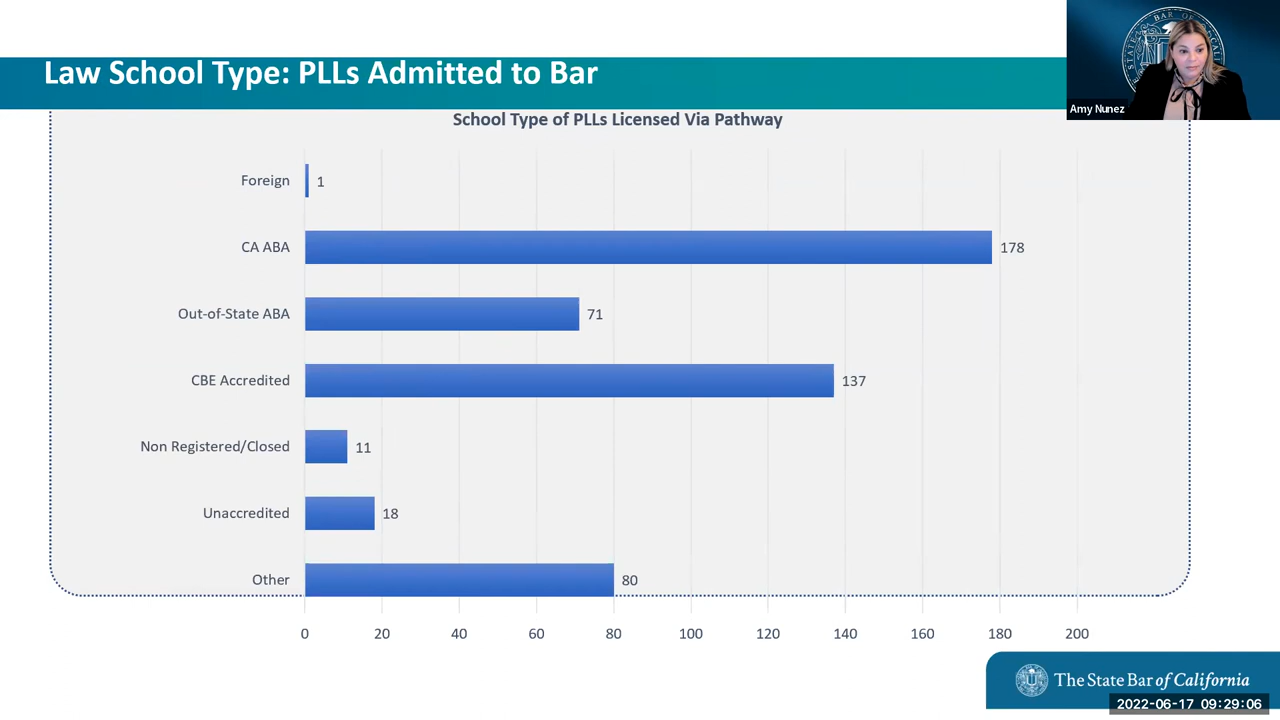 Law School Type: PLLs Admitted to Bar
Amy Nunez
School Type of PLLs Licensed Via Pathway
Foreign 1
CA ABA 178
Out-of-State ABA 71
CBE Accredited 137
Non Registered/Closed 11
Unaccredited 18
Other 80
0 20 40 60 80 100 120 140 160 180 200
The State Bar of California
2022-06-17 09:29:06